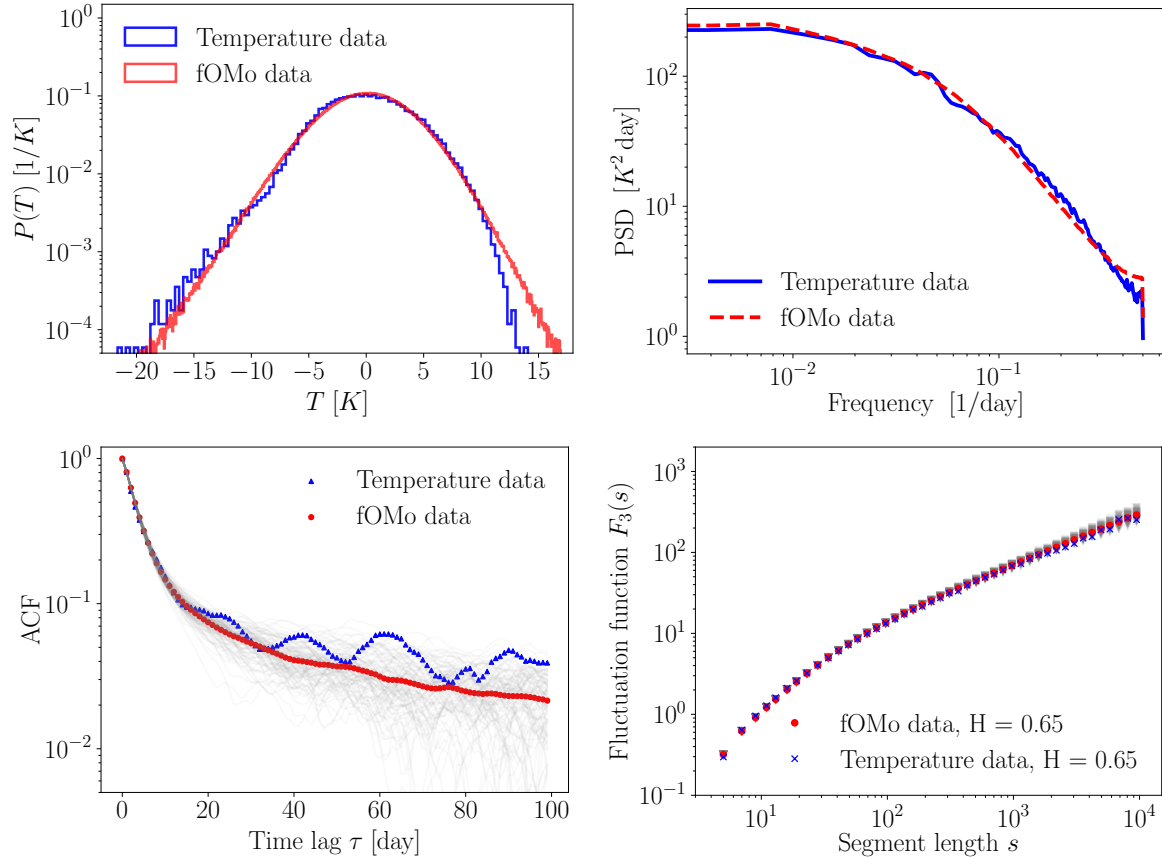 10^0
10^{-1}
10^{-2}
10^{-3}
10^{-4}
P(T) [1/K]
Temperature data
fOMo data
−20 −15 −10 −5 0 5 10 15
T [K]
10^2
10^1
10^0
PSD [K^2 day]
Temperature data
fOMo data
10^{-2} 10^{-1}
Frequency [1/day]
10^0
10^{-1}
10^{-2}
ACF
Temperature data
fOMo data
0 20 40 60 80 100
Time lag τ [day]
10^3
10^2
10^1
10^0
10^{-1}
Fluctuation function F_3(s)
fOMo data, H = 0.65
Temperature data, H = 0.65
10^1 10^2 10^3 10^4
Segment length s